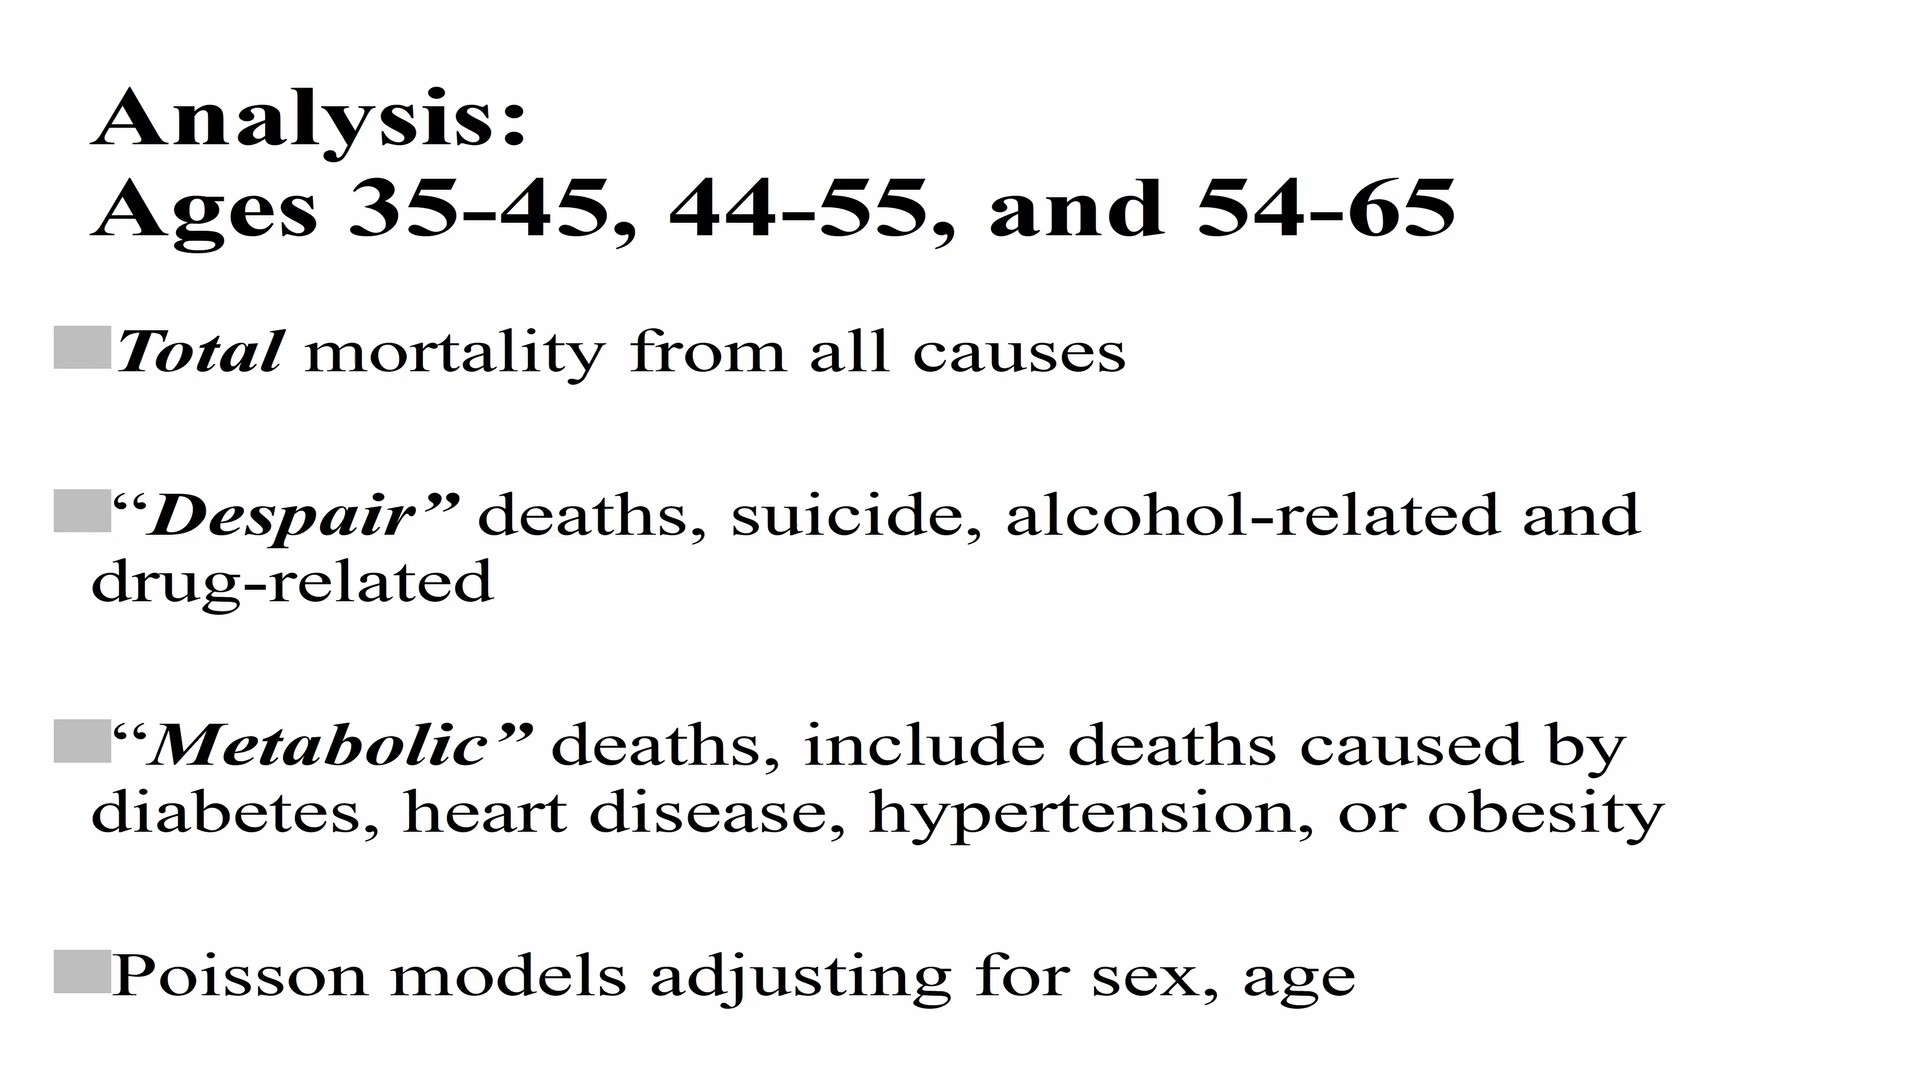 Analysis:
Ages 35-45, 44-55, and 54-65
Total mortality from all causes
“Despair” deaths, suicide, alcohol-related and
drug-related
“Metabolic” deaths, include deaths caused by
diabetes, heart disease, hypertension, or obesity
Poisson models adjusting for sex, age